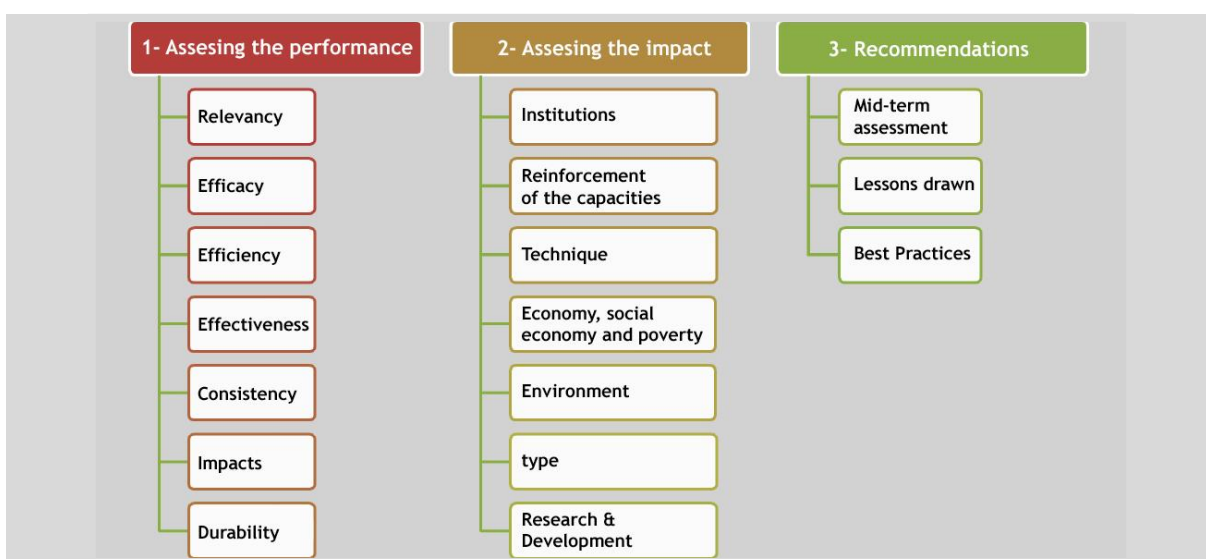 1- Assesing the performance
Relevancy
Efficacy
Efficiency
Effectiveness
Consistency
Impacts
Durability
2- Assesing the impact
Institutions
Reinforcement
of the capacities
Technique
Economy, social
economy and poverty
Environment
type
Research &
Development
3- Recommendations
Mid-term
assessment
Lessons drawn
Best Practices